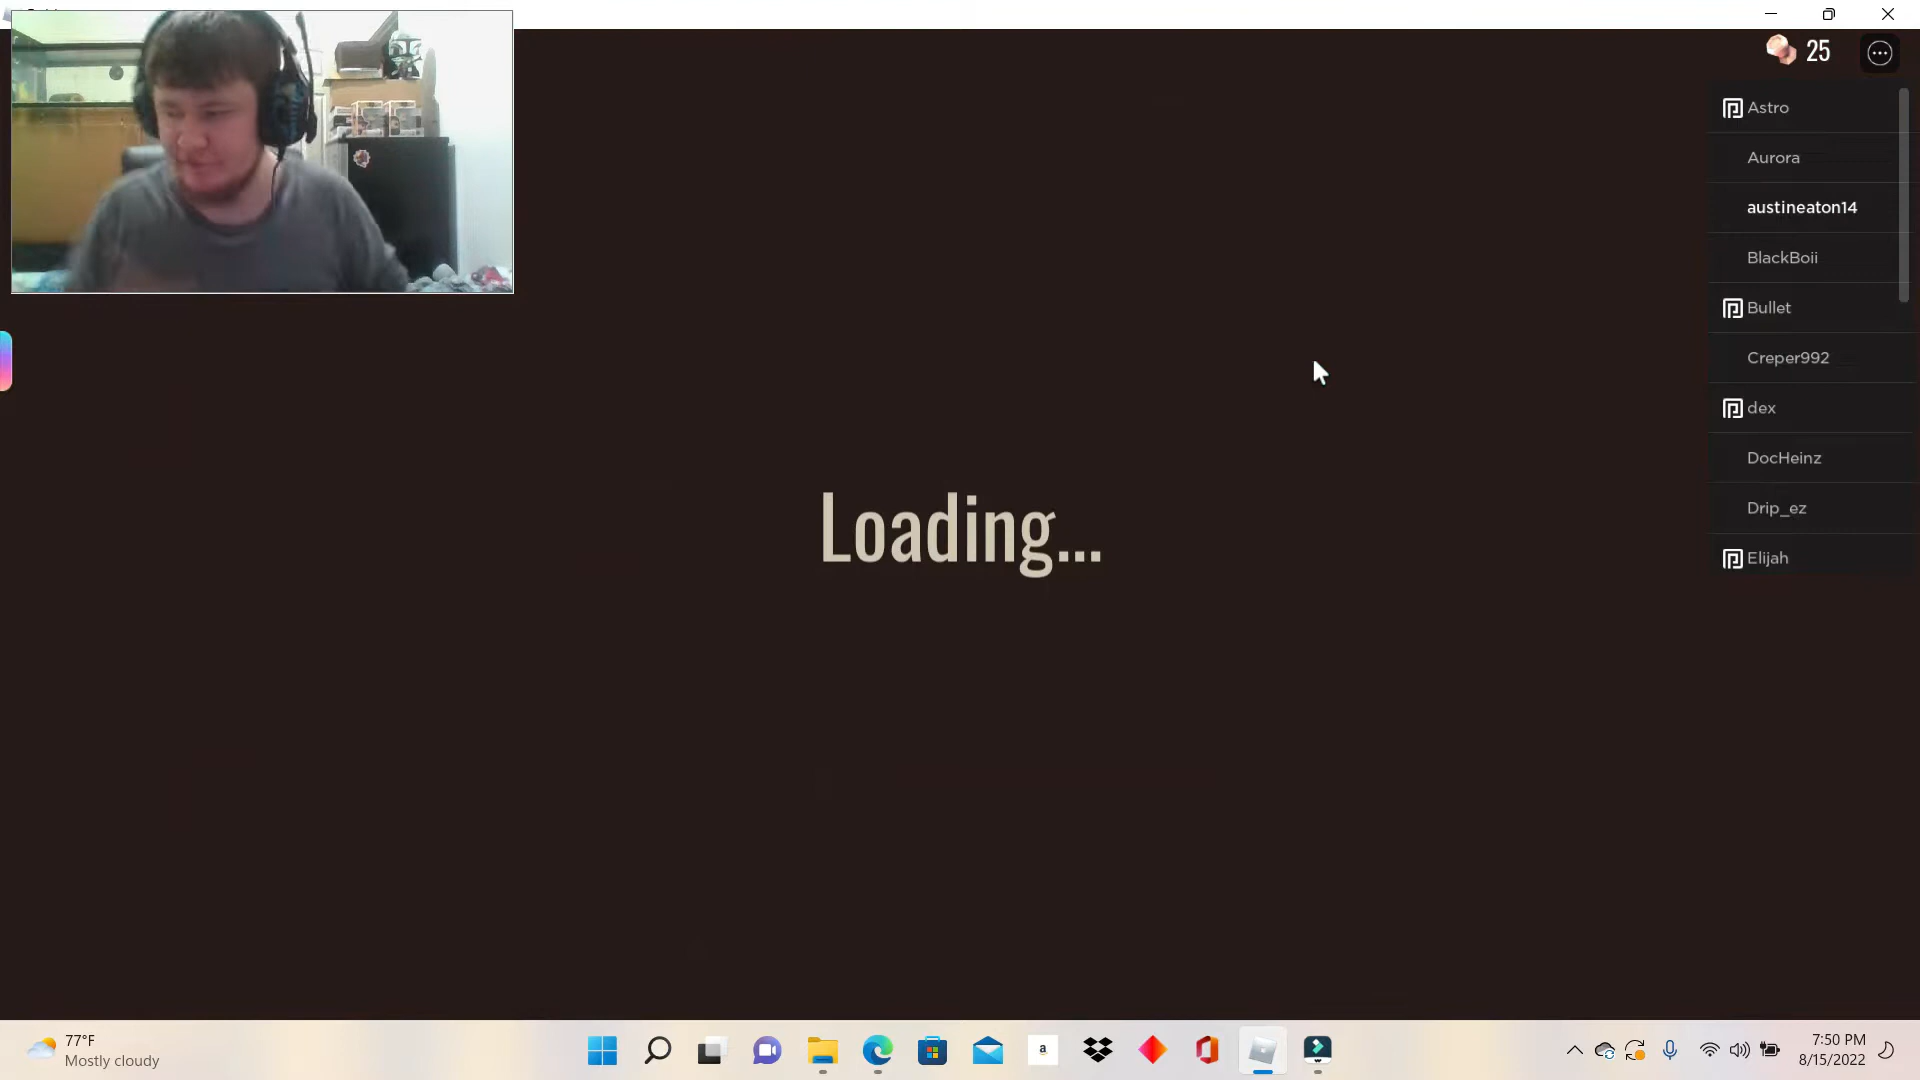 25
Astro
Aurora
austineaton14
BlackBoii
Bullet
Creper992
dex
DocHeinz
Drip_ez
Elijah
Loading...
77°F
Mostly cloudy
a
7:50 PM
8/15/2022